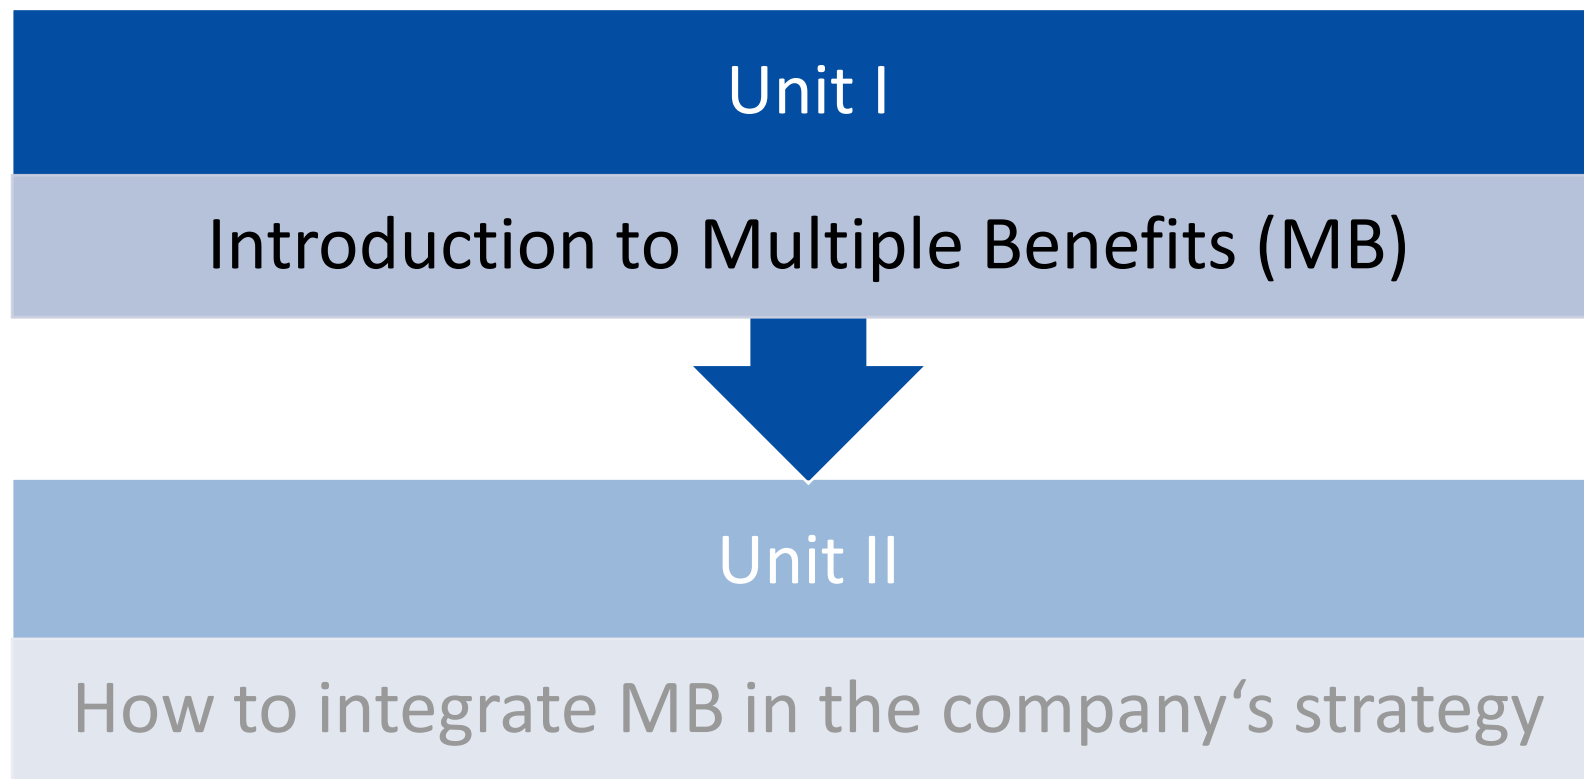 Unit I
Introduction to Multiple Benefits (MB)
Unit II
How to integrate MB in the company‘s strategy